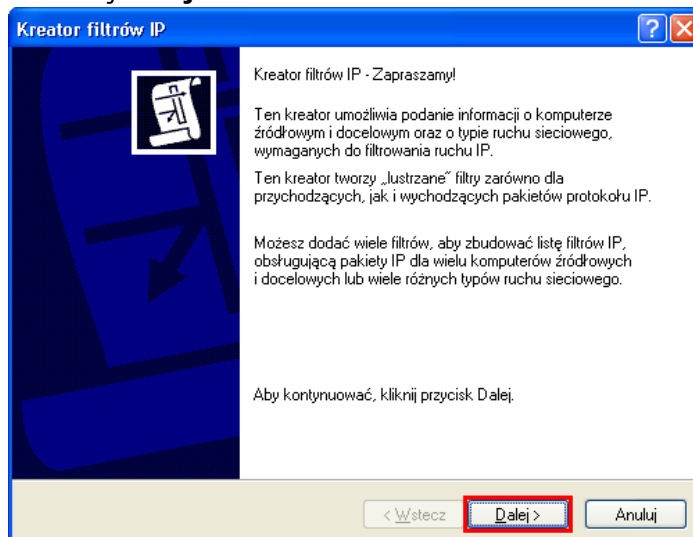 Kreator filtrów IP
Kreator filtrów IP - Zapraszamy!
Ten kreator umożliwia podanie informacji o komputerze
źródłowym i docelowym oraz o typie ruchu sieciowego,
wymaganych do filtrowania ruchu IP.
Ten kreator tworzy „lustrzane” filtry zarówno dla
przychodzących, jak i wychodzących pakietów protokołu IP.
Możesz dodać wiele filtrów, aby zbudować listę filtrów IP,
obsługującą pakiety IP dla wielu komputerów źródłowych
i docelowych lub wiele różnych typów ruchu sieciowego.
Aby kontynuować, kliknij przycisk Dalej.
< Wstecz Dalej > Anuluj